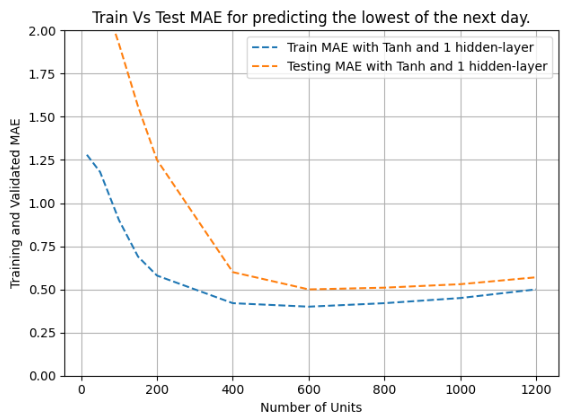 Train Vs Test MAE for predicting the lowest of the next day.
Train MAE with Tanh and 1 hidden-layer
Testing MAE with Tanh and 1 hidden-layer
Training and Validated MAE
2.00
1.75
1.50
1.25
1.00
0.75
0.50
0.25
0.00
0 200 400 600 800 1000 1200
Number of Units